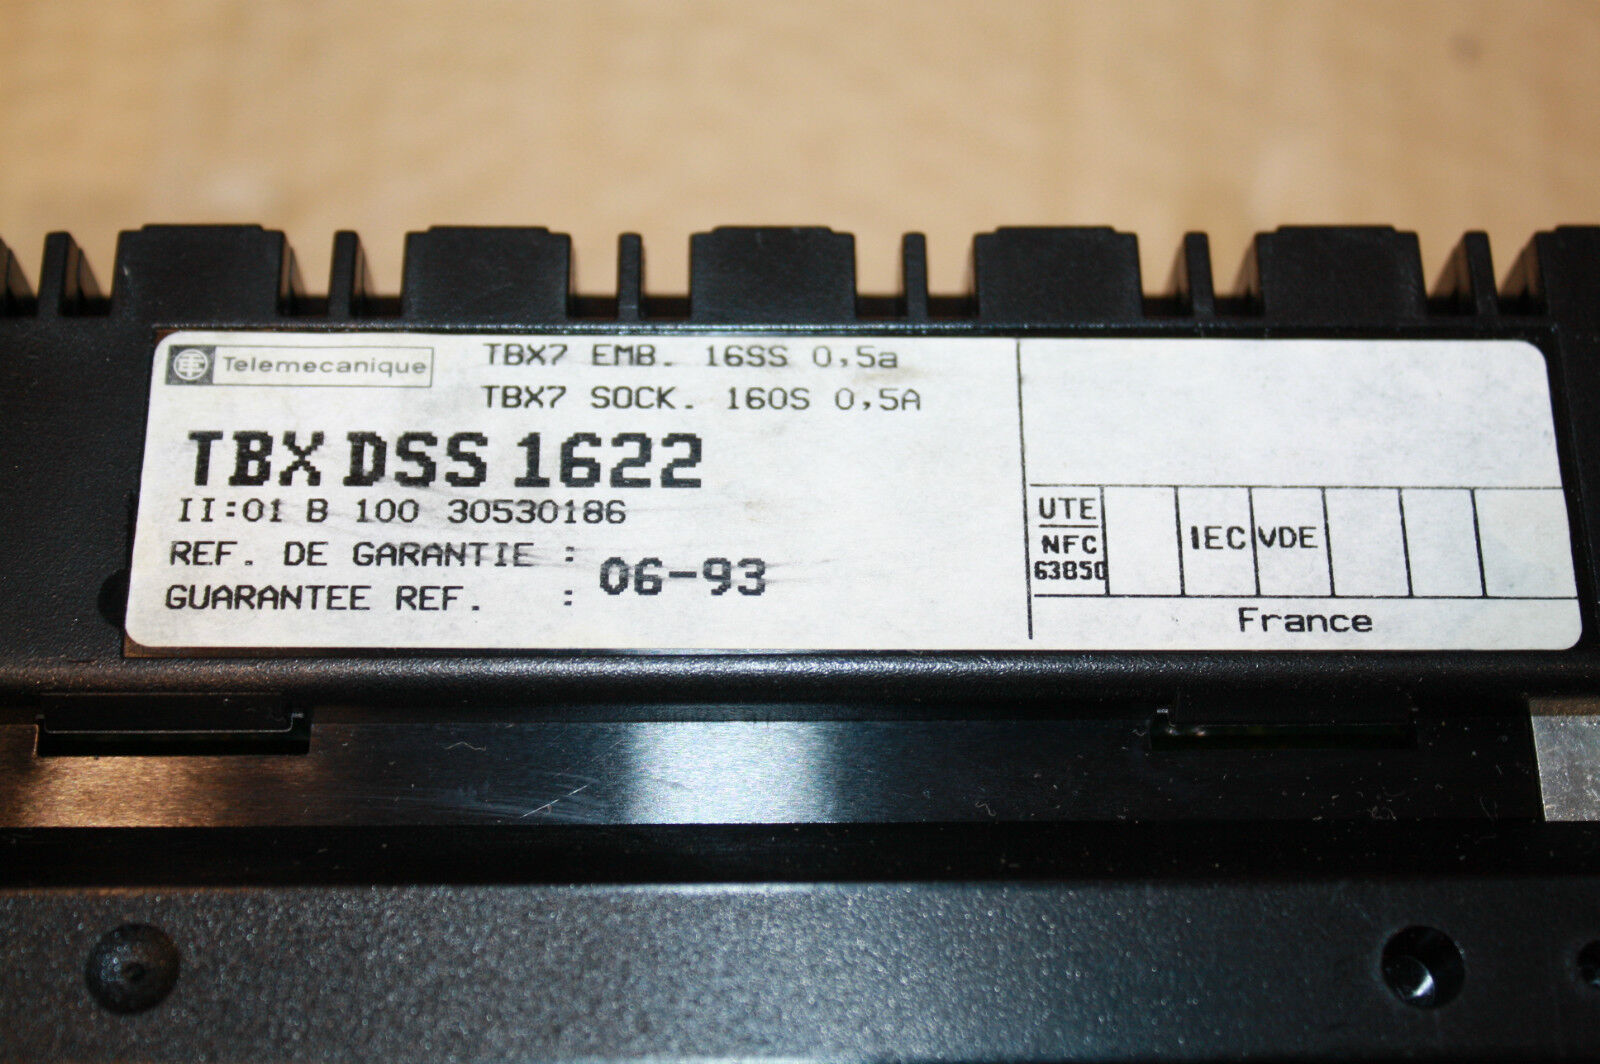 Telemecanique
TBX7 EMB. 16SS 0,5a
TBX7 SOCK. 16OS 0,5A
TBX DSS 1622
II:01 B 100 30530186
REF. DE GARANTIE :
GUARANTEE REF. :
06-93
UTE
NFC
63850
IEC
VDE
France